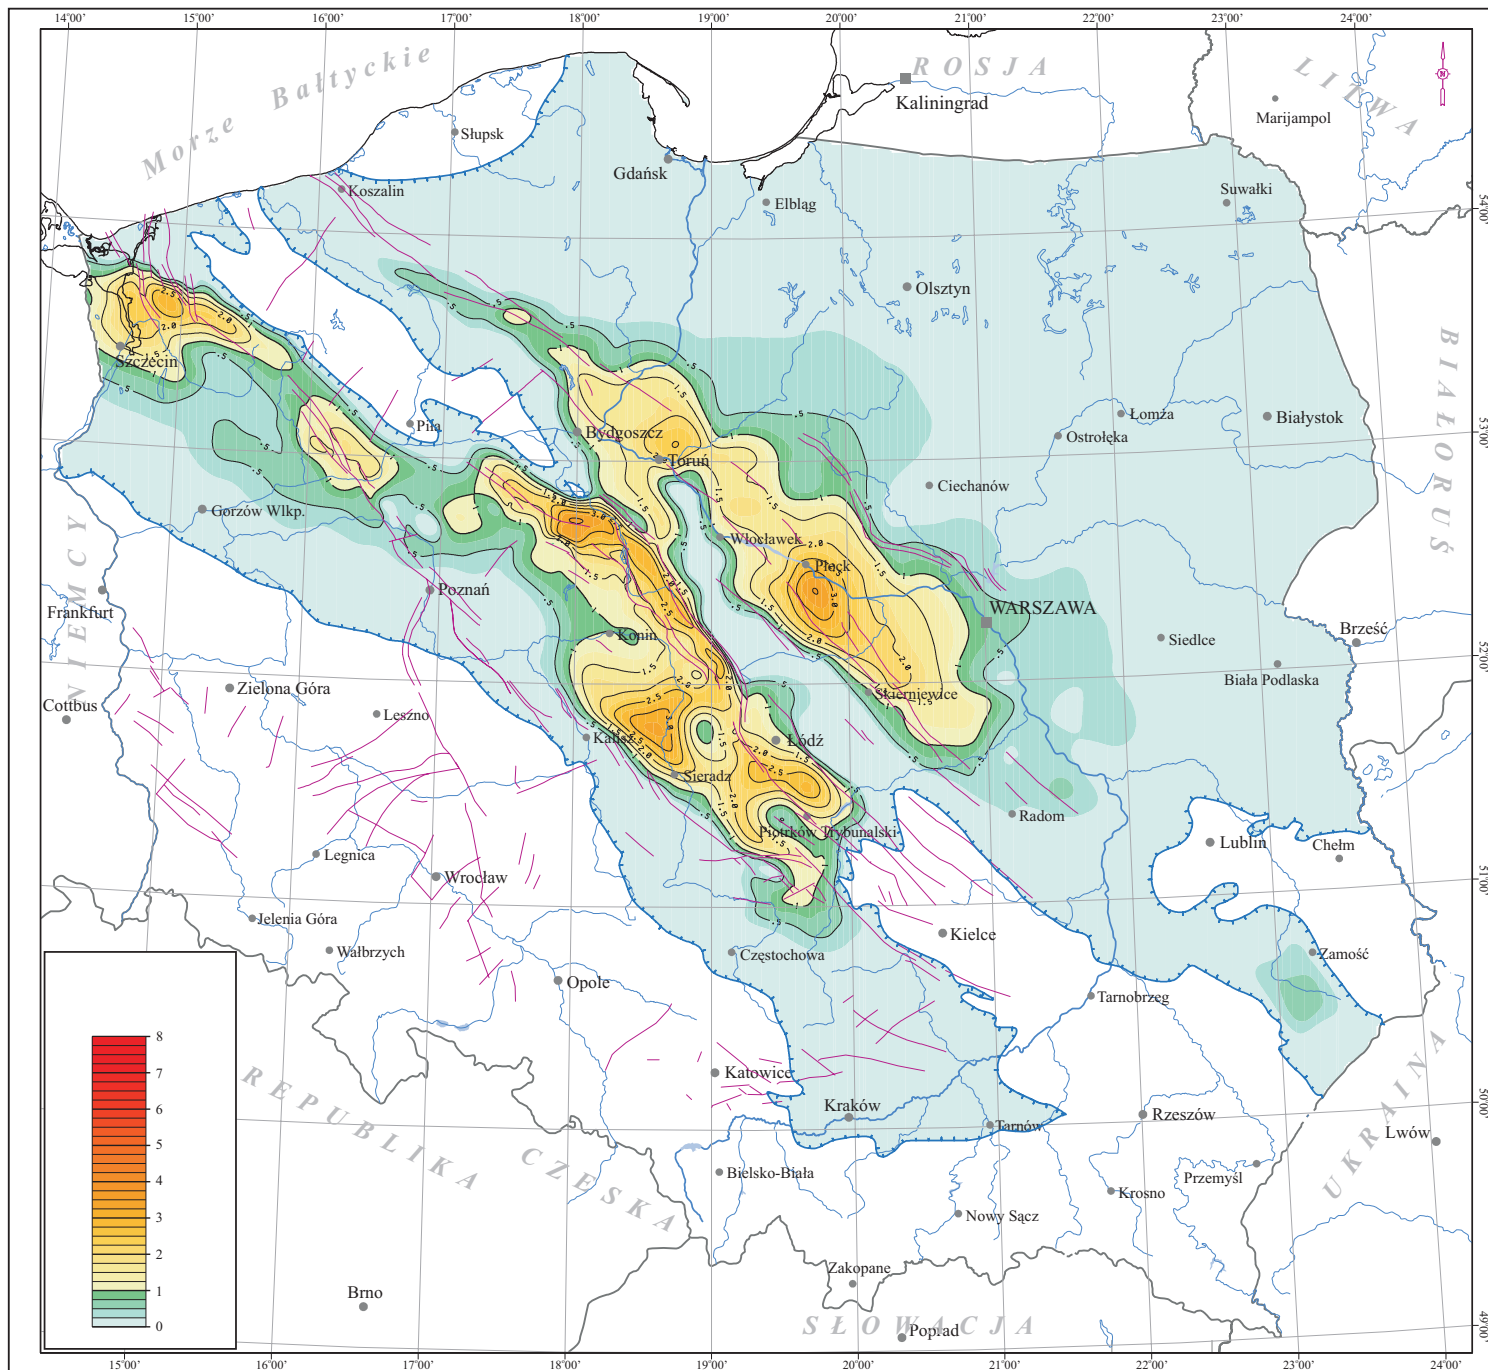 14°00' 15°00' 16°00' 17°00' 18°00' 19°00' 20°00' 21°00' 22°00' 23°00' 24°00'
Morze Bałtyckie
ROSJA
LITWA
N
Kaliningrad
Marijampol
Słupsk
Gdańsk
Koszalin
Elbląg
Suwałki
54°00'
Olsztyn
BIAŁORUŚ
Szczecin
Piła
Bydgoszcz
Toruń
Łomża
Białystok
Ostrołęka
53°00'
Ciechanów
Gorzów Wlkp.
Włocławek
Płock
NIEMCY
Frankfurt
Poznań
WARSZAWA
Konin
Siedlce
Brześć
52°00'
Biała Podlaska
Zielona Góra
Leszno
Skierniewice
Cottbus
Kalisz
Łódź
Sieradz
Radom
Piotrków Trybunalski
Lublin
Chełm
Legnica
Wrocław
51°00'
Jelenia Góra
Wałbrzych
Kielce
Częstochowa
Zamość
Opole
Tarnobrzeg
Katowice
REPUBLIKA CZESKA
UKRAINA
Kraków
Tarnów
Rzeszów
50°00'
Lwów
Bielsko-Biała
Przemyśl
Krosno
Nowy Sącz
Zakopane
Brno
SŁOWACJA
Poprad
49°00'
8
7
6
5
4
3
2
1
0
15°00' 16°00' 17°00' 18°00' 19°00' 20°00' 21°00' 22°00' 23°00' 24°00'